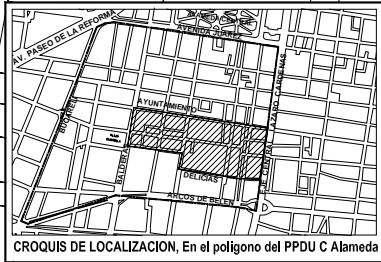 AV. PASEO DE LA REFORMA
AVENIDA JUAREZ
EJE CENTRAL LAZARO CARDENAS
AYUNTAMIENTO
BUCARELI
BALDERAS
DELICIAS
ARCOS DE BELEN
CROQUIS DE LOCALIZACION, En el poligono del PPDU C Alameda